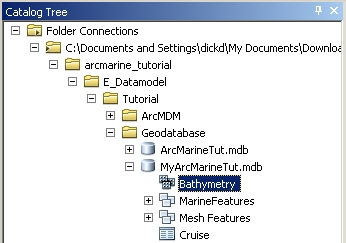 Catalog Tree
Folder Connections
C:\Documents and Settings\dickd\My Documents\Downloa
arcmarine_tutorial
E_Datamodel
Tutorial
ArcMDM
Geodatabase
ArcMarineTut.mdb
MyArcMarineTut.mdb
Bathymetry
MarineFeatures
Mesh Features
Cruise